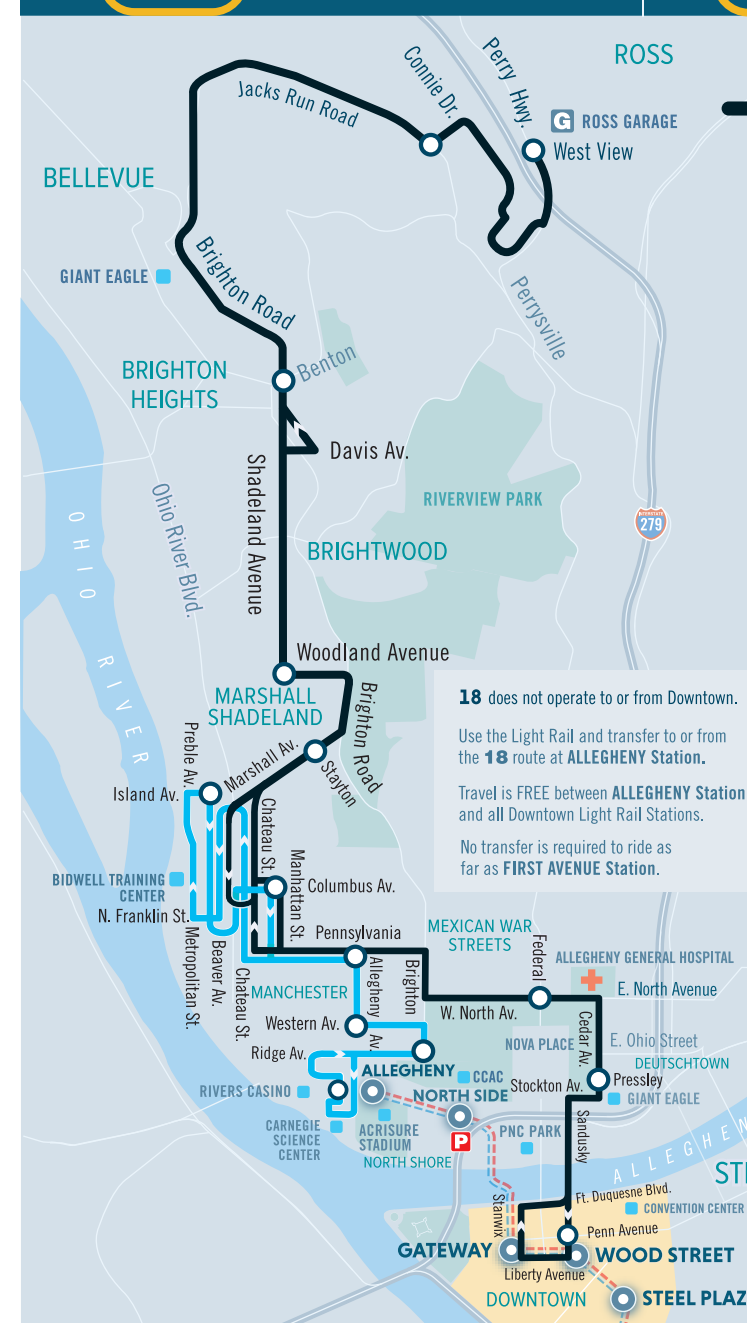 ROSS
Connie Dr.
Perry Hwy.
Jacks Run Road
G ROSS GARAGE
West View
BELLEVUE
Brighton Road
GIANT EAGLE
Perrysville
BRIGHTON
HEIGHTS
Benton
Davis Av.
Shadeland Avenue
Ohio River Blvd.
RIVERVIEW PARK
INTERSTATE
279
OHIO RIVER
BRIGHTWOOD
Woodland Avenue
MARSHALL
SHADELAND
Brighton Road
18 does not operate to or from Downtown.
Use the Light Rail and transfer to or from
the 18 route at ALLEGHENY Station.
Travel is FREE between ALLEGHENY Station
and all Downtown Light Rail Stations.
No transfer is required to ride as
far as FIRST AVENUE Station.
Preble Av.
Marshall Av.
Stayton
Island Av.
Chateau St.
Manhattan St.
BIDWELL TRAINING
CENTER
Columbus Av.
N. Franklin St.
Metropolitan St.
Beaver Av.
Chateau St.
Pennsylvania
MEXICAN WAR
STREETS
Federal
ALLEGHENY GENERAL HOSPITAL
Allegheny Av.
Brighton
E. North Avenue
MANCHESTER
W. North Av.
Western Av.
Cedar Av.
NOVA PLACE
E. Ohio Street
Ridge Av.
DEUTSCHTOWN
ALLEGHENY
CCAC
Stockton Av.
Pressley
RIVERS CASINO
NORTH SIDE
GIANT EAGLE
CARNEGIE
SCIENCE
CENTER
ACRISURE
STADIUM
P
PNC PARK
Sandusky
NORTH SHORE
ALLEGHEN
ST
Stanwix
Ft. Duquesne Blvd.
CONVENTION CENTER
Penn Avenue
GATEWAY
WOOD STREET
Liberty Avenue
DOWNTOWN
STEEL PLAZ